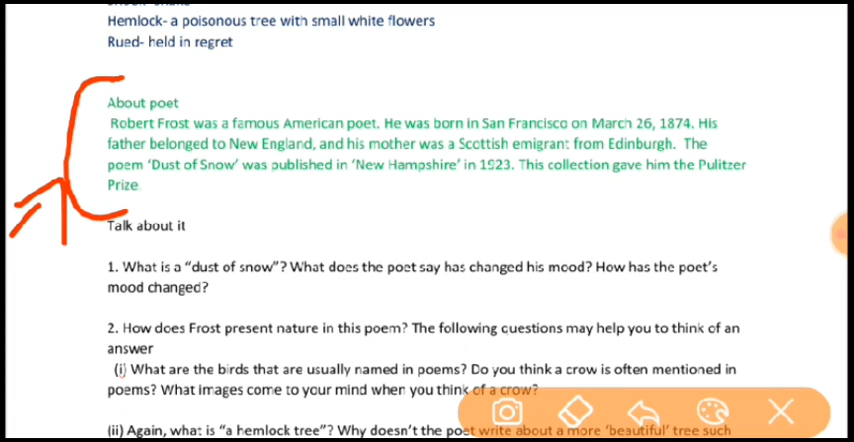 Hemlock- a poisonous tree with small white flowers
Rued- held in regret
About poet
Robert Frost was a famous American poet. He was born in San Francisco on March 26, 1874. His
father belonged to New England, and his mother was a Scottish emigrant from Edinburgh. The
poem ‘Dust of Snow’ was published in ‘New Hampshire’ in 1923. This collection gave him the Pulitzer
Prize.
Talk about it
1. What is a “dust of snow”? What does the poet say has changed his mood? How has the poet’s
mood changed?
2. How does Frost present nature in this poem? The following questions may help you to think of an
answer
(i) What are the birds that are usually named in poems? Do you think a crow is often mentioned in
poems? What images come to your mind when you think of a crow?
(ii) Again, what is “a hemlock tree”? Why doesn’t the poet write about a more ‘beautiful’ tree such